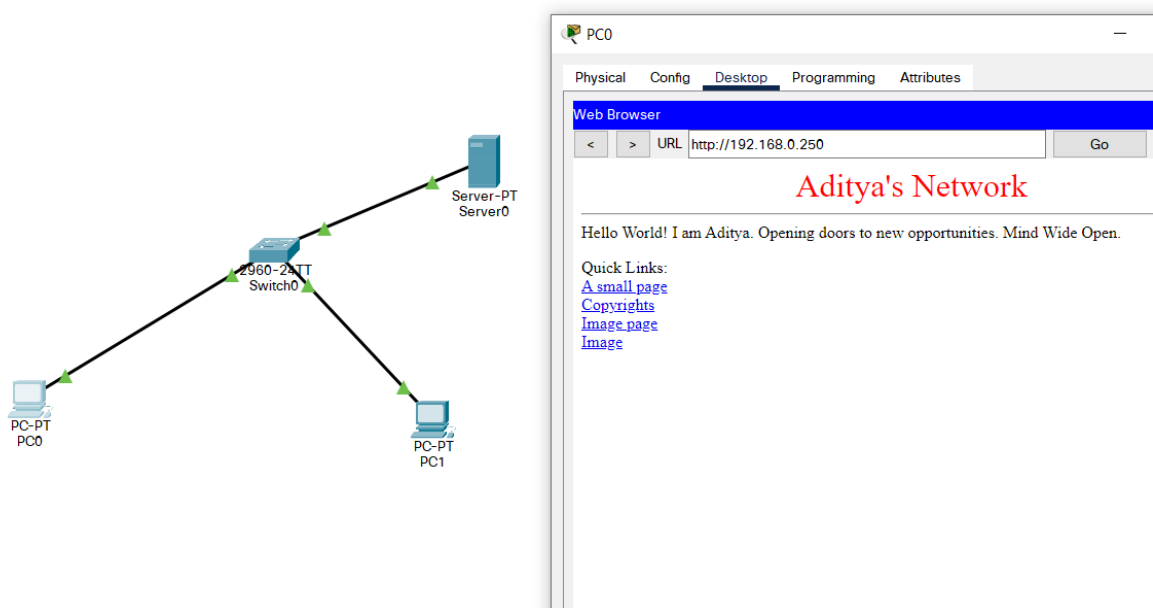 Server-PT
Server0
2960-24TT
Switch0
PC-PT
PC0
PC-PT
PC1
PC0
Physical Config Desktop Programming Attributes
Web Browser
< > URL http://192.168.0.250 Go
Aditya's Network
Hello World! I am Aditya. Opening doors to new opportunities. Mind Wide Open.
Quick Links:
A small page
Copyrights
Image page
Image